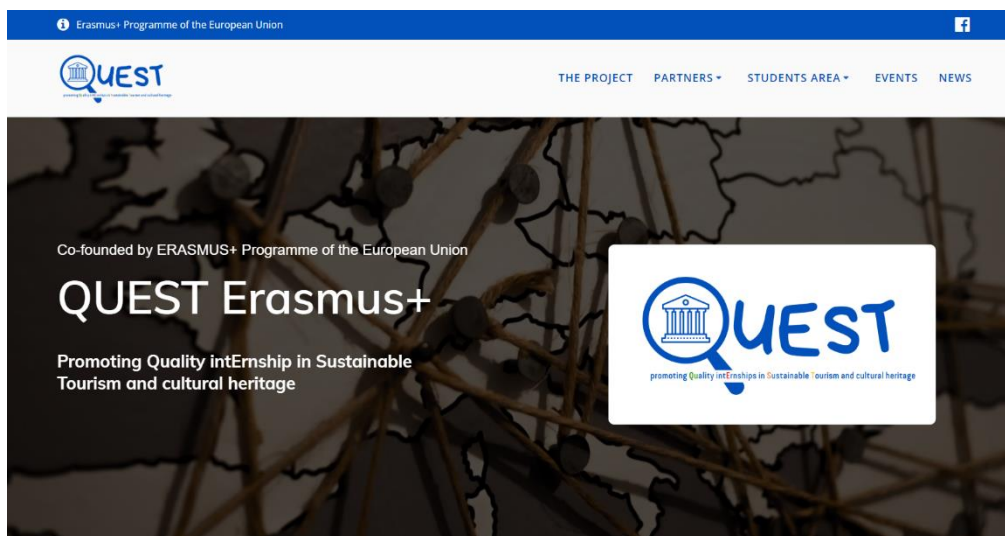 Erasmus+ Programme of the European Union
QUEST
THE PROJECT PARTNERS STUDENTS AREA EVENTS NEWS
Co-founded by ERASMUS+ Programme of the European Union
QUEST Erasmus+
Promoting Quality intErnship in Sustainable
Tourism and cultural heritage
QUEST
promoting Quality intErnships in Sustainable Tourism and cultural heritage